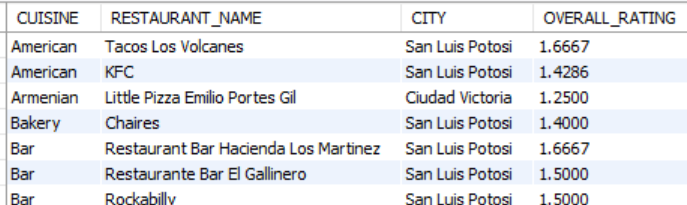 CUISINE RESTAURANT_NAME CITY OVERALL_RATING
American Tacos Los Volcanes San Luis Potosi 1.6667
American KFC San Luis Potosi 1.4286
Armenian Little Pizza Emilio Portes Gil Ciudad Victoria 1.2500
Bakery Chaires San Luis Potosi 1.4000
Bar Restaurant Bar Hacienda Los Martinez San Luis Potosi 1.6667
Bar Restaurante Bar El Gallinero San Luis Potosi 1.5000
Bar Rockabilly San Luis Potosi 1.5000